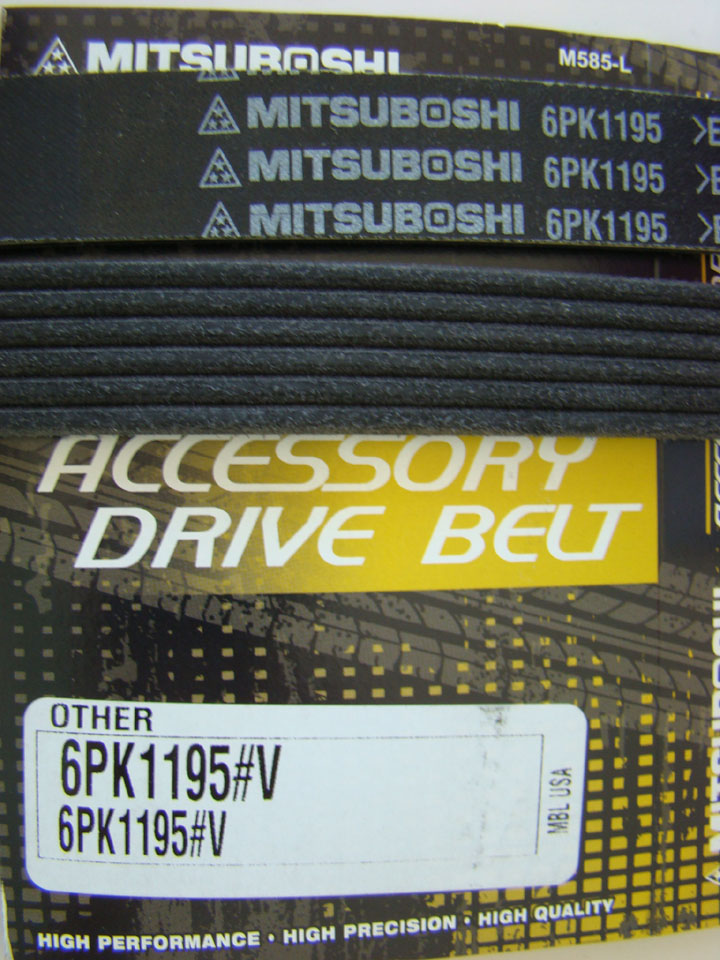 MITSUBOSHI M585-L
MITSUBOSHI 6PK1195
MITSUBOSHI 6PK1195
MITSUBOSHI 6PK1195
ACCESSORY
DRIVE BELT
OTHER
6PK1195#V
6PK1195#V
MBL USA
HIGH PERFORMANCE • HIGH PRECISION • HIGH QUALITY
MITSUBOSHI